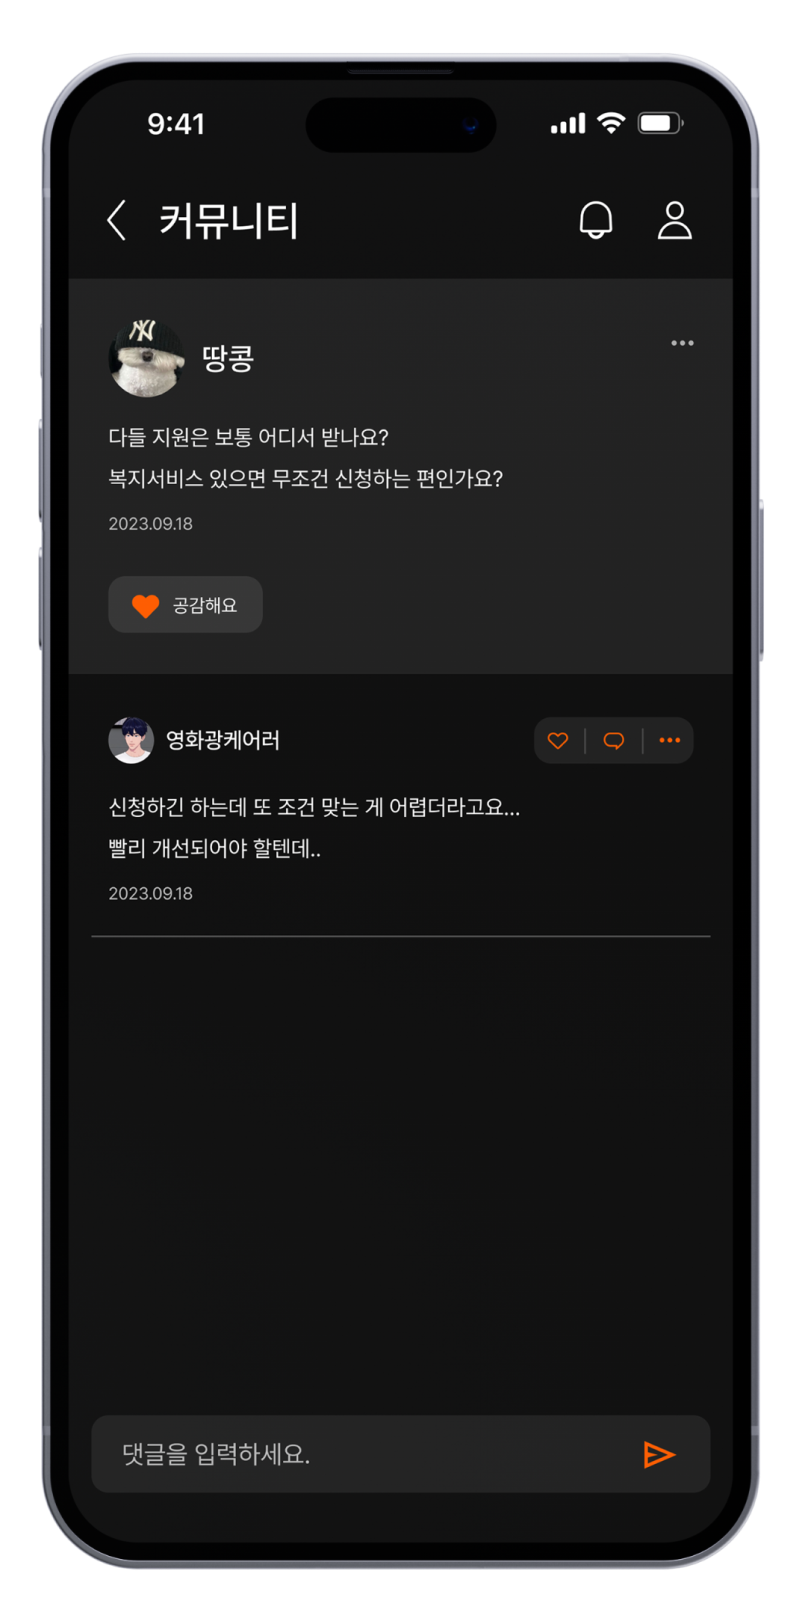 9:41
커뮤니티
NY
땅콩
다들 지원은 보통 어디서 받나요?
복지서비스 있으면 무조건 신청하는 편인가요?
2023.09.18
공감해요
영화광케어러
신청하긴 하는데 또 조건 맞는 게 어렵더라고요...
빨리 개선되어야 할텐데..
2023.09.18
댓글을 입력하세요.